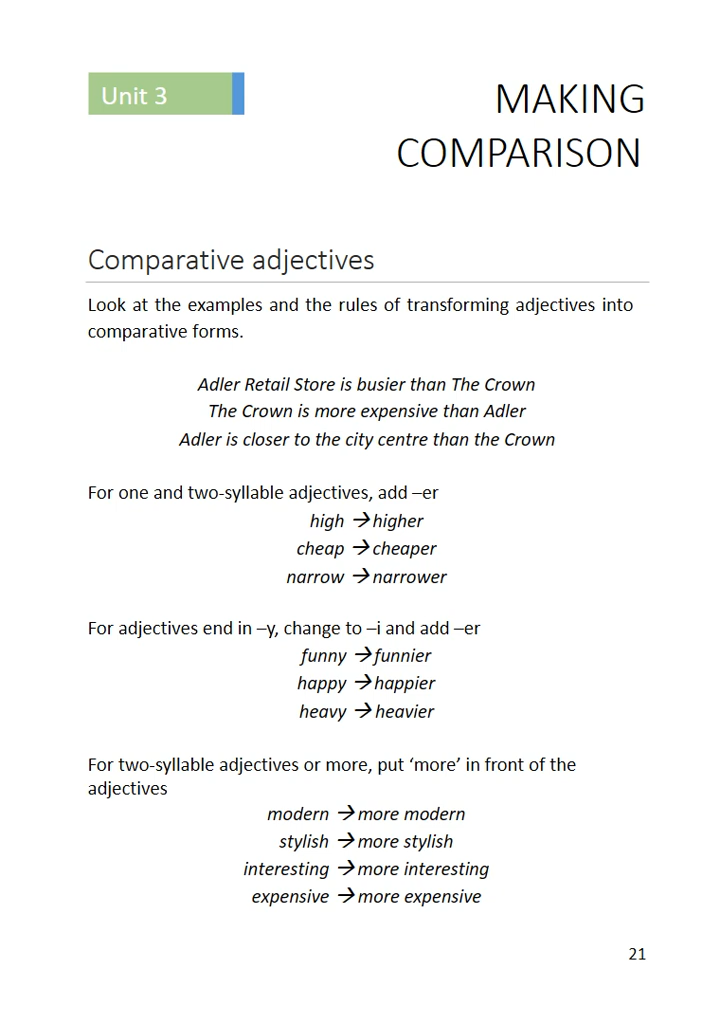 Unit 3
MAKING
COMPARISON
Comparative adjectives
Look at the examples and the rules of transforming adjectives into
comparative forms.
Adler Retail Store is busier than The Crown
The Crown is more expensive than Adler
Adler is closer to the city centre than the Crown
For one and two-syllable adjectives, add –er
high → higher
cheap → cheaper
narrow → narrower
For adjectives end in –y, change to –i and add –er
funny → funnier
happy → happier
heavy → heavier
For two-syllable adjectives or more, put ‘more’ in front of the
adjectives
modern → more modern
stylish → more stylish
interesting → more interesting
expensive → more expensive
21